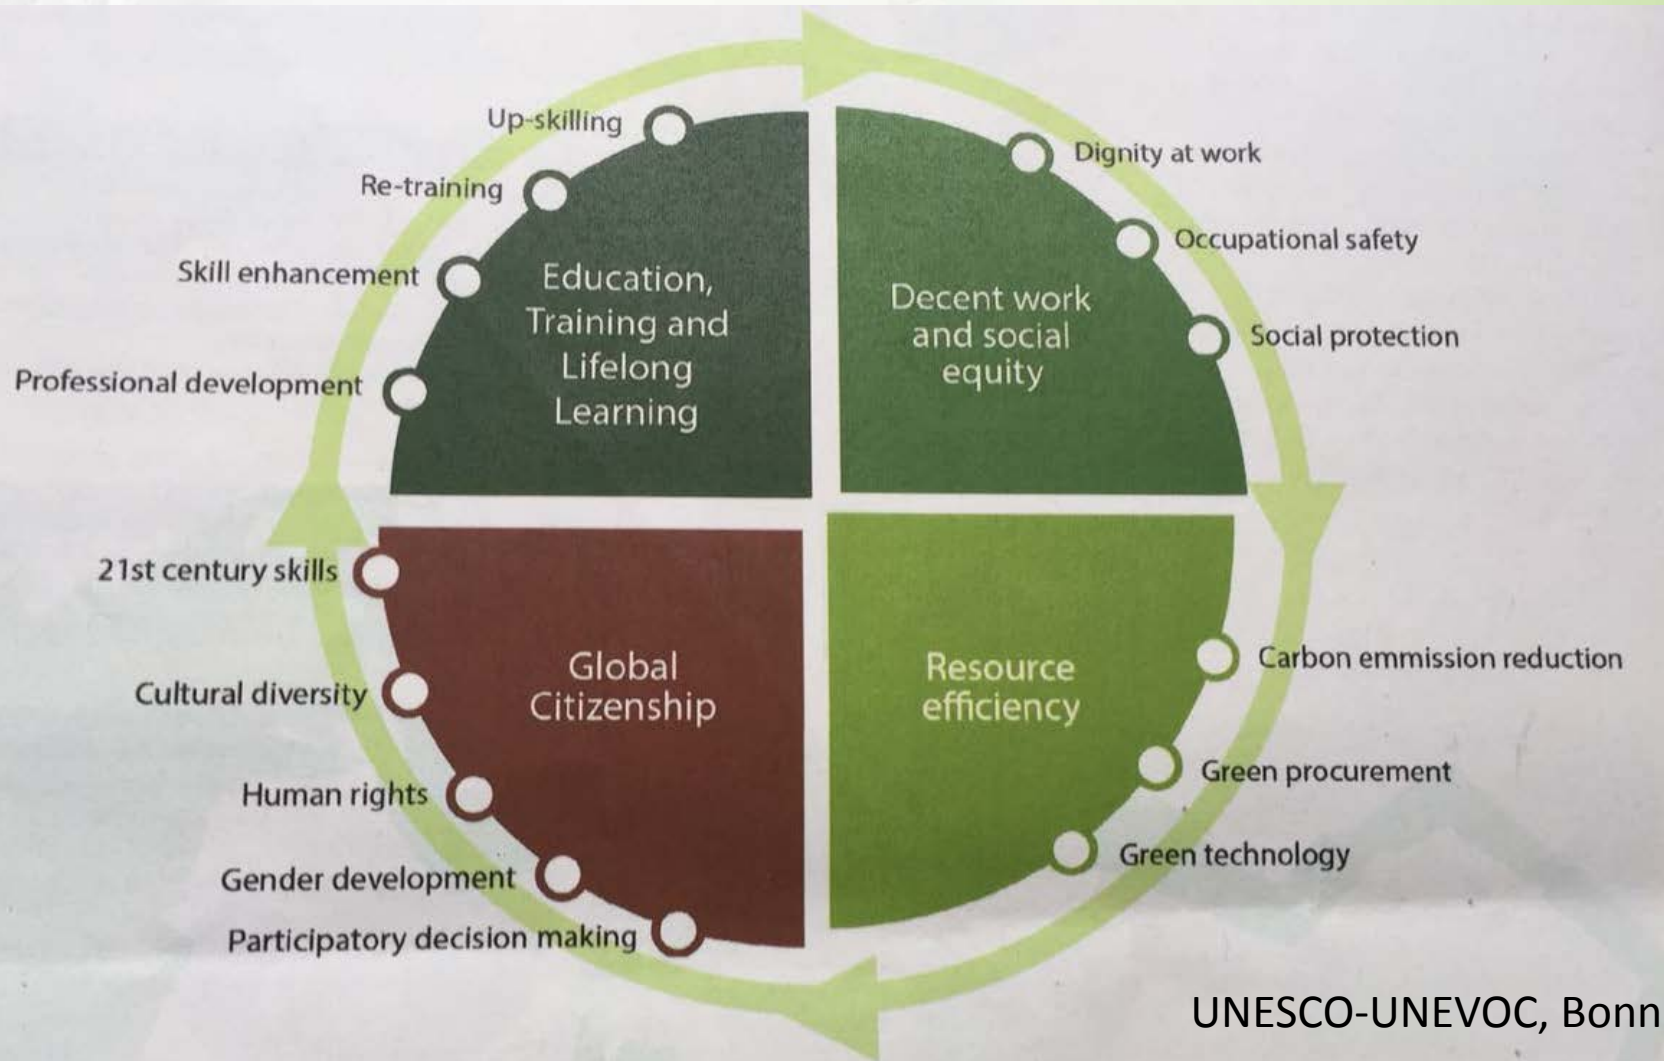 Up-skilling
Re-training
Skill enhancement
Professional development
Education,
Training and
Lifelong
Learning
Dignity at work
Occupational safety
Social protection
Decent work
and social
equity
21st century skills
Cultural diversity
Human rights
Gender development
Participatory decision making
Global
Citizenship
Carbon emmission reduction
Green procurement
Green technology
Resource
efficiency
UNESCO-UNEVOC, Bonn